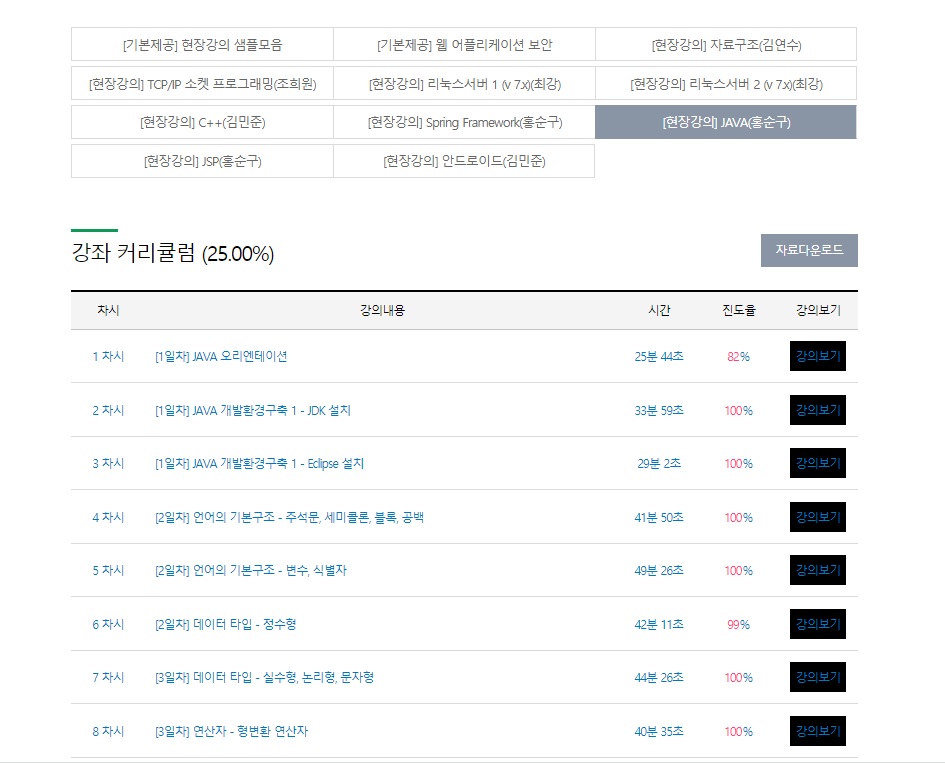 [기본제공] 현장강의 샘플모음 [기본제공] 웹 어플리케이션 보안 [현장강의] 자료구조(김연수)
[현장강의] TCP/IP 소켓 프로그래밍(조희원) [현장강의] 리눅스서버 1 (v 7.x)(최강) [현장강의] 리눅스서버 2 (v 7.x)(최강)
[현장강의] C++(김민준) [현장강의] Spring Framework(홍순구) [현장강의] JAVA(홍순구)
[현장강의] JSP(홍순구) [현장강의] 안드로이드(김민준)
강좌 커리큘럼 (25.00%) 자료다운로드
차시 강의내용 시간 진도율 강의보기
1 차시 [1일차] JAVA 오리엔테이션 25분 44초 82% 강의보기
2 차시 [1일차] JAVA 개발환경구축 1 - JDK 설치 33분 59초 100% 강의보기
3 차시 [1일차] JAVA 개발환경구축 1 - Eclipse 설치 29분 2초 100% 강의보기
4 차시 [2일차] 언어의 기본구조 - 주석문, 세미콜론, 블록, 공백 41분 50초 100% 강의보기
5 차시 [2일차] 언어의 기본구조 - 변수, 식별자 49분 26초 100% 강의보기
6 차시 [2일차] 데이터 타입 - 정수형 42분 11초 99% 강의보기
7 차시 [3일차] 데이터 타입 - 실수형, 논리형, 문자형 44분 26초 100% 강의보기
8 차시 [3일차] 연산자 - 형변환 연산자 40분 35초 100% 강의보기